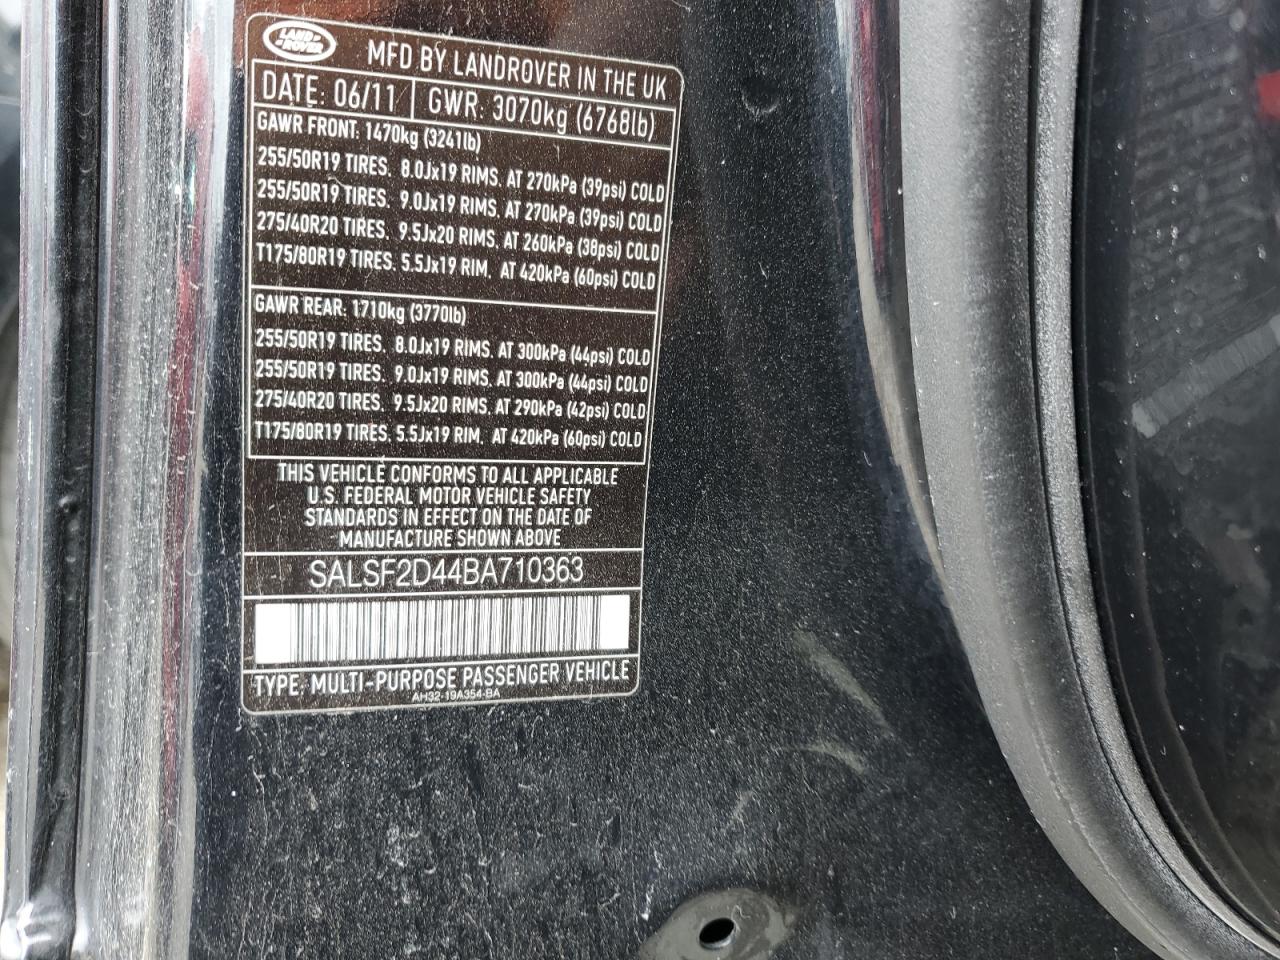 LAND
ROVER
MFD BY LANDROVER IN THE UK
DATE: 06/11 GWR: 3070kg (6768lb)
GAWR FRONT: 1470kg (3241lb)
255/50R19 TIRES. 8.0Jx19 RIMS. AT 270kPa (39psi) COLD
255/50R19 TIRES. 9.0Jx19 RIMS. AT 270kPa (39psi) COLD
275/40R20 TIRES. 9.5Jx20 RIMS. AT 260kPa (38psi) COLD
T175/80R19 TIRES. 5.5Jx19 RIM. AT 420kPa (60psi) COLD
GAWR REAR: 1710kg (3770lb)
255/50R19 TIRES. 8.0Jx19 RIMS. AT 300kPa (44psi) COLD
255/50R19 TIRES. 9.0Jx19 RIMS. AT 300kPa (44psi) COLD
275/40R20 TIRES. 9.5Jx20 RIMS. AT 290kPa (42psi) COLD
T175/80R19 TIRES. 5.5Jx19 RIM. AT 420kPa (60psi) COLD
THIS VEHICLE CONFORMS TO ALL APPLICABLE
U.S. FEDERAL MOTOR VEHICLE SAFETY
STANDARDS IN EFFECT ON THE DATE OF
MANUFACTURE SHOWN ABOVE
SALSF2D44BA710363
TYPE: MULTI-PURPOSE PASSENGER VEHICLE
AH32-19A354-BA